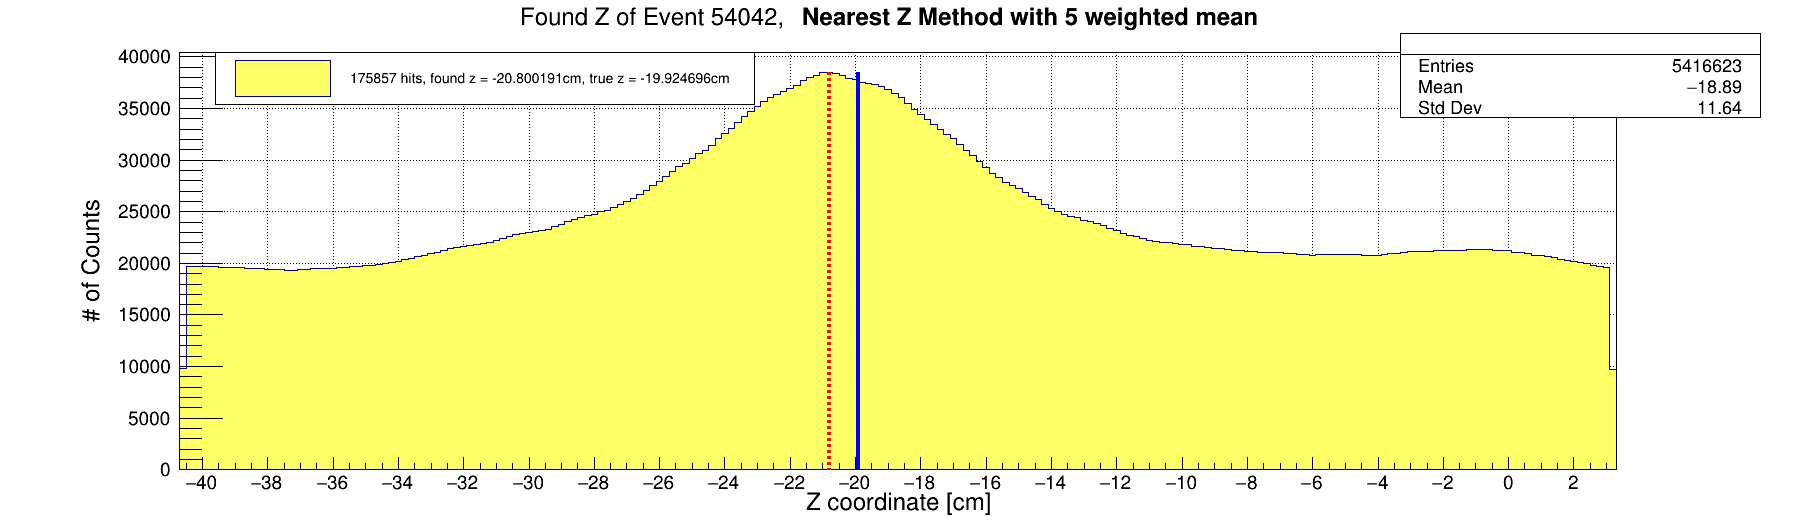 Found Z of Event 54042, Nearest Z Method with 5 weighted mean
175857 hits, found z = -20.800191cm, true z = -19.924696cm
Entries 5416623
Mean −18.89
Std Dev 11.64
# of Counts
40000
35000
30000
25000
20000
15000
10000
5000
0
−40 −38 −36 −34 −32 −30 −28 −26 −24 −22 −20 −18 −16 −14 −12 −10 −8 −6 −4 −2 0 2
Z coordinate [cm]